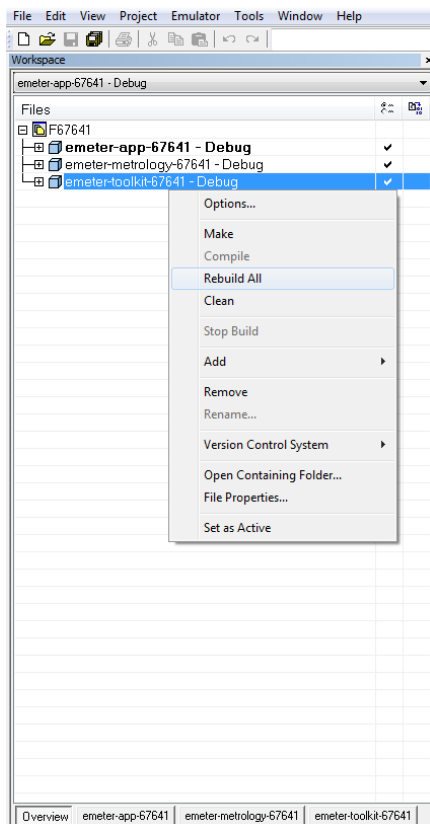 File Edit View Project Emulator Tools Window Help
Workspace
emeter-app-67641 - Debug
Files
F67641
emeter-app-67641 - Debug
emeter-metrology-67641 - Debug
emeter-toolkit-67641 - Debug
Options...
Make
Compile
Rebuild All
Clean
Stop Build
Add
Remove
Rename...
Version Control System
Open Containing Folder...
File Properties...
Set as Active
Overview emeter-app-67641 emeter-metrology-67641 emeter-toolkit-67641